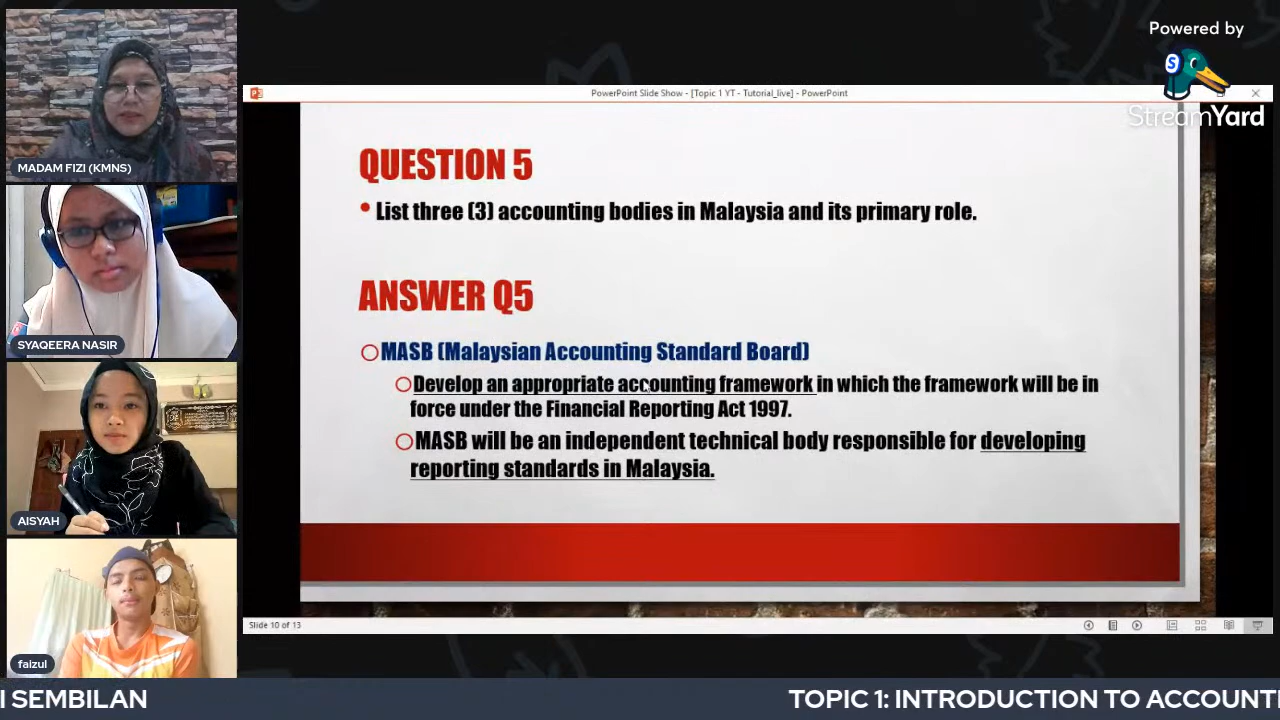 Powered by
StreamYard
PowerPoint Slide Show - [Topic 1 YT - Tutorial_live] - PowerPoint
MADAM FIZI (KMNS)
SYAQEERA NASIR
AISYAH
faizul
QUESTION 5
• List three (3) accounting bodies in Malaysia and its primary role.
ANSWER Q5
MASB (Malaysian Accounting Standard Board)
Develop an appropriate accounting framework in which the framework will be in
force under the Financial Reporting Act 1997.
MASB will be an independent technical body responsible for developing
reporting standards in Malaysia.
Slide 10 of 13
I SEMBILAN
TOPIC 1: INTRODUCTION TO ACCOUNTI